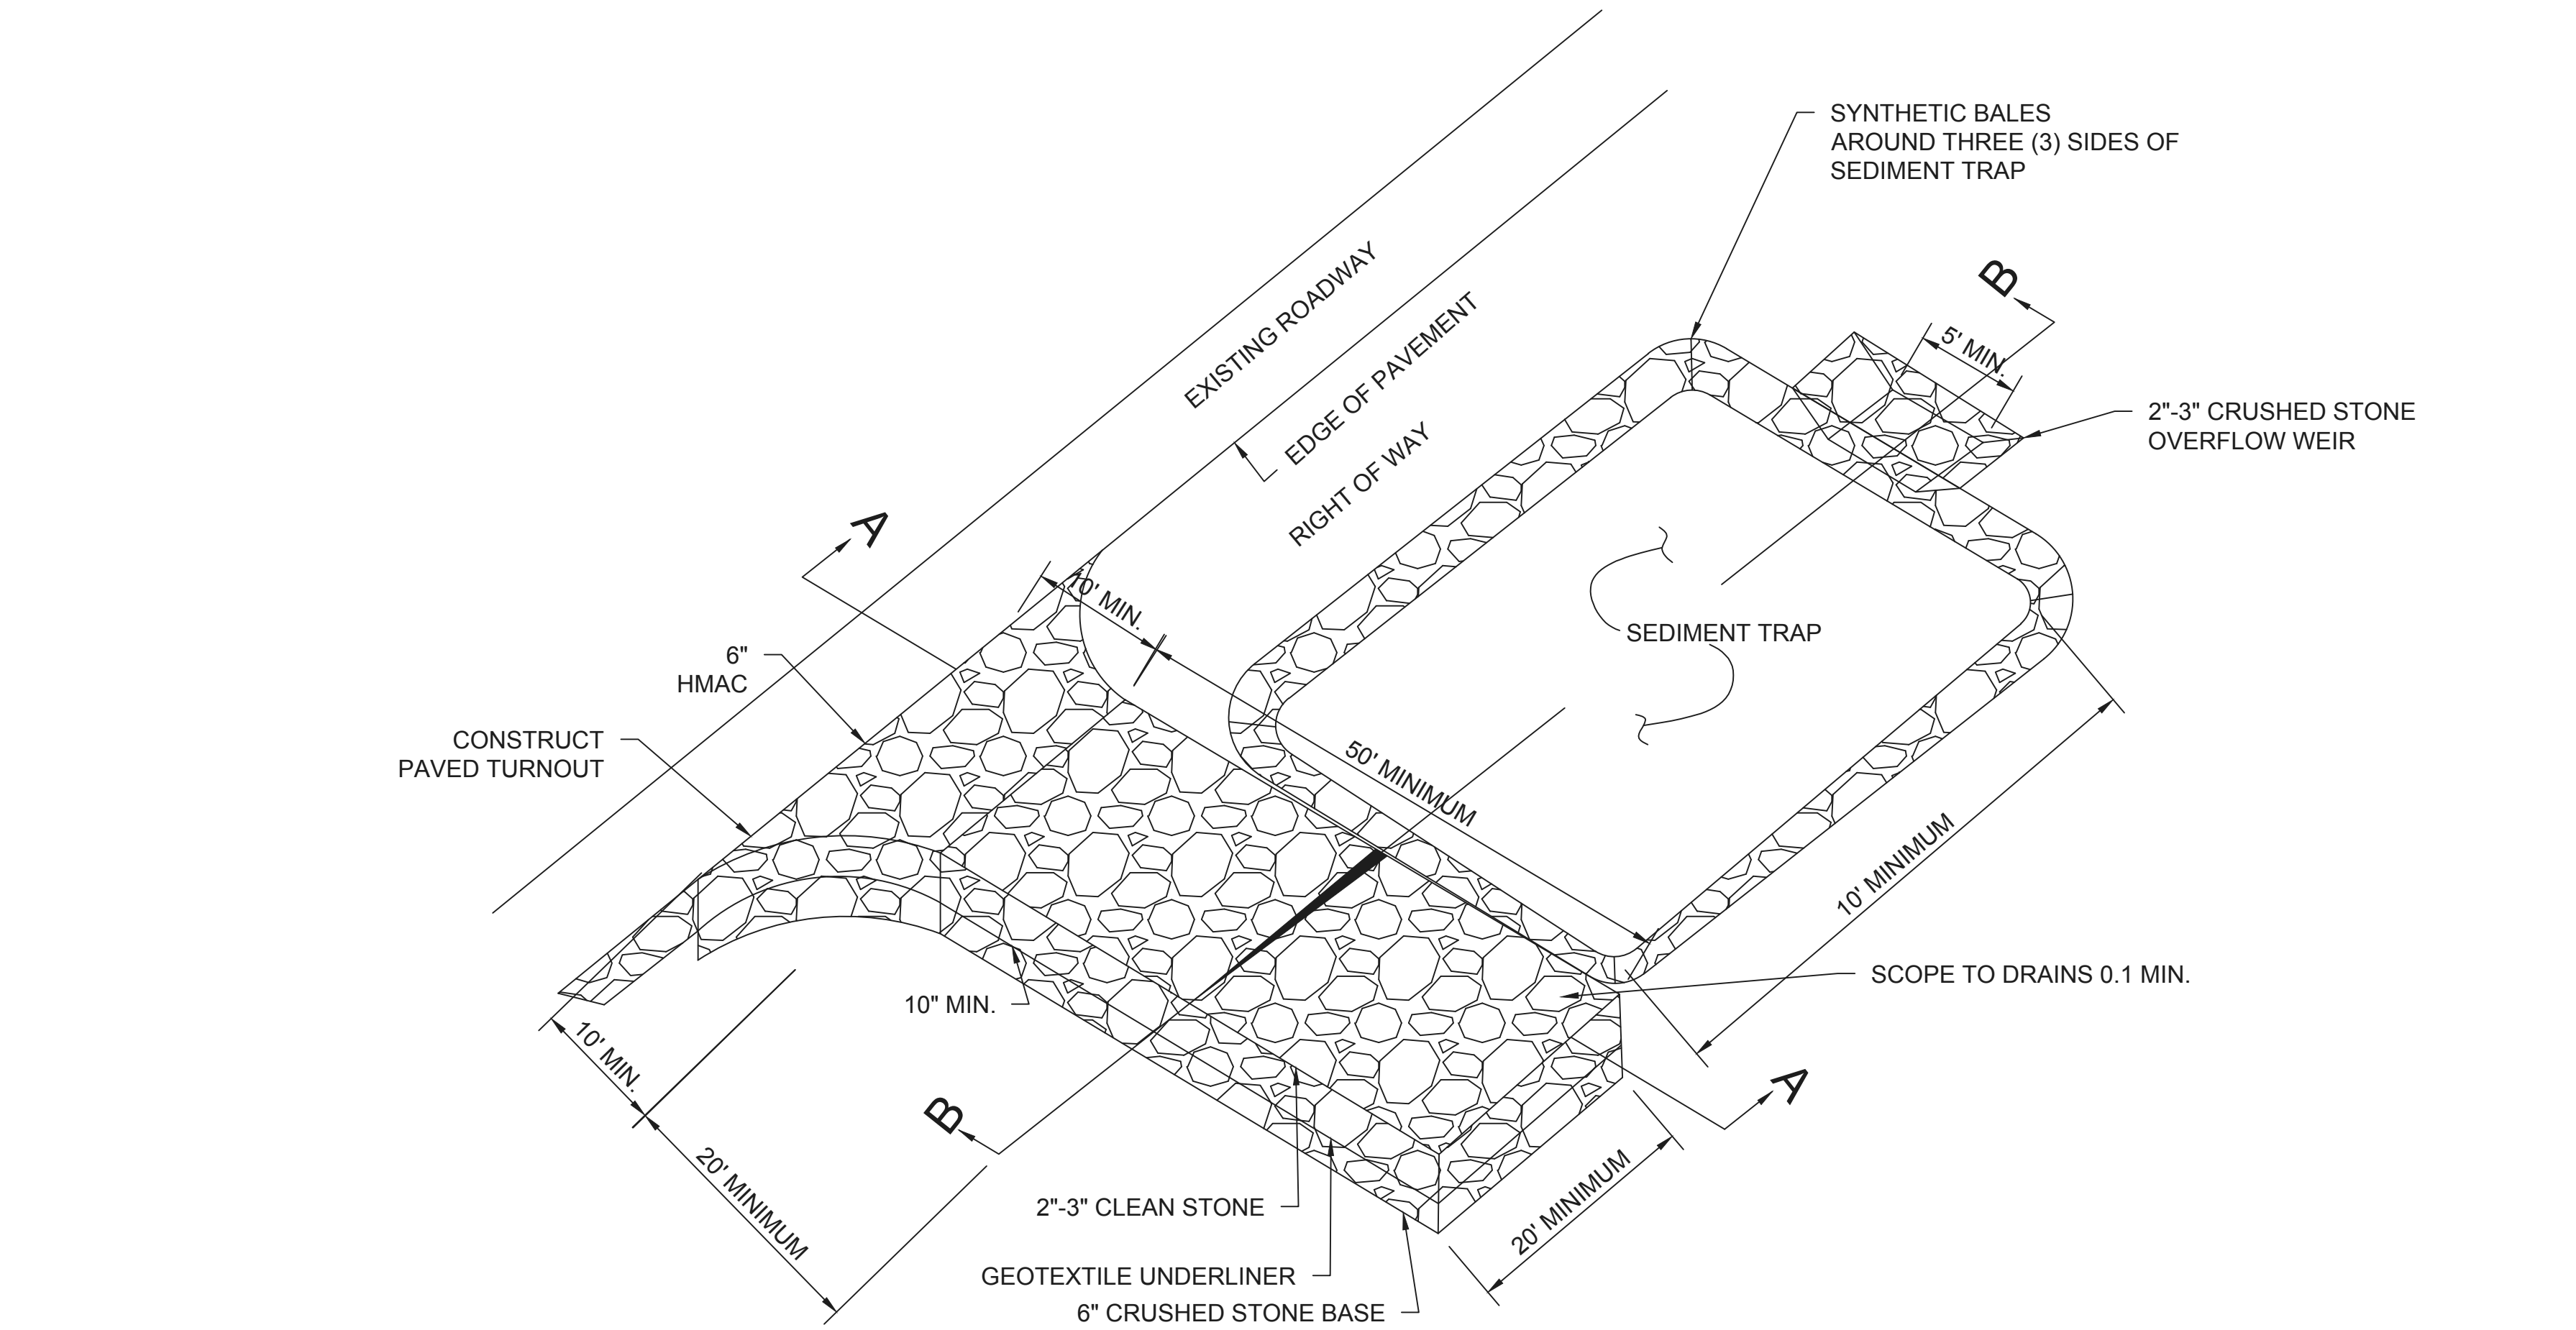 SYNTHETIC BALES
AROUND THREE (3) SIDES OF
SEDIMENT TRAP
B
5' MIN.
2"-3" CRUSHED STONE
OVERFLOW WEIR
EXISTING ROADWAY
EDGE OF PAVEMENT
RIGHT OF WAY
A
10' MIN.
SEDIMENT TRAP
6"
HMAC
CONSTRUCT
PAVED TURNOUT
50' MINIMUM
10' MINIMUM
SCOPE TO DRAINS 0.1 MIN.
10" MIN.
10' MIN.
B
A
20' MINIMUM
20' MINIMUM
2"-3" CLEAN STONE
GEOTEXTILE UNDERLINER
6" CRUSHED STONE BASE